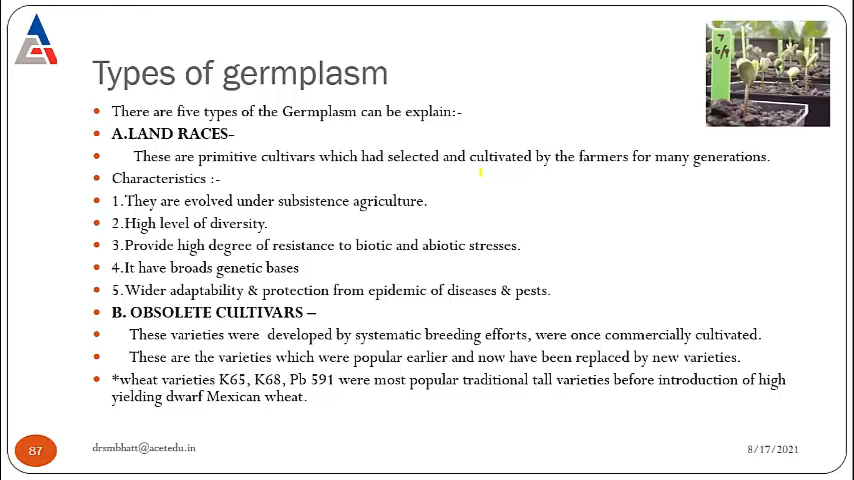 Types of germplasm
7
6/9
There are five types of the Germplasm can be explain:-
A.LAND RACES-
These are primitive cultivars which had selected and cultivated by the farmers for many generations.
Characteristics :-
1.They are evolved under subsistence agriculture.
2.High level of diversity.
3.Provide high degree of resistance to biotic and abiotic stresses.
4.It have broads genetic bases
5.Wider adaptability & protection from epidemic of diseases & pests.
B. OBSOLETE CULTIVARS –
These varieties were developed by systematic breeding efforts, were once commercially cultivated.
These are the varieties which were popular earlier and now have been replaced by new varieties.
*wheat varieties K65, K68, Pb 591 were most popular traditional tall varieties before introduction of high
yielding dwarf Mexican wheat.
87
drsmbhatt@acetedu.in
8/17/2021